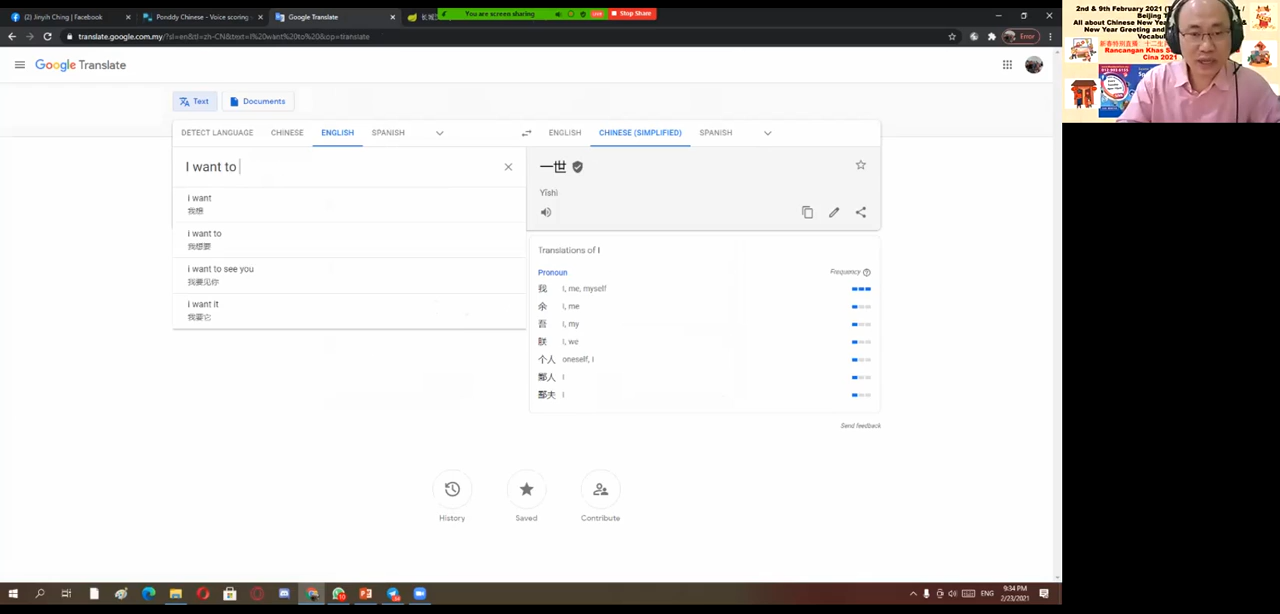 (2) Jinyih Ching | Facebook
Ponddy Chinese - Voice scoring
Google Translate
You are screen sharing
LIVE
Stop Share
translate.google.com.my/?sl=en&tl=zh-CN&text=I%20want%20to%20&op=translate
Error
Google Translate
Text
Documents
DETECT LANGUAGE
CHINESE
ENGLISH
SPANISH
ENGLISH
CHINESE (SIMPLIFIED)
SPANISH
I want to
一世
Yīshì
i want
我想
i want to
我想要
i want to see you
我要见你
i want it
我要它
Translations of I
Pronoun
Frequency
我 I, me, myself
余 I, me
吾 I, my
朕 I, we
个人 oneself, I
鄙人 I
鄙夫 I
Send feedback
History
Saved
Contribute
ENG
9:34 PM
2/23/2021
2nd & 9th February 2021
Beijing
All about Chinese New Year
New Year Greeting and
Vocabu
Rancangan Khas
Cina 2021